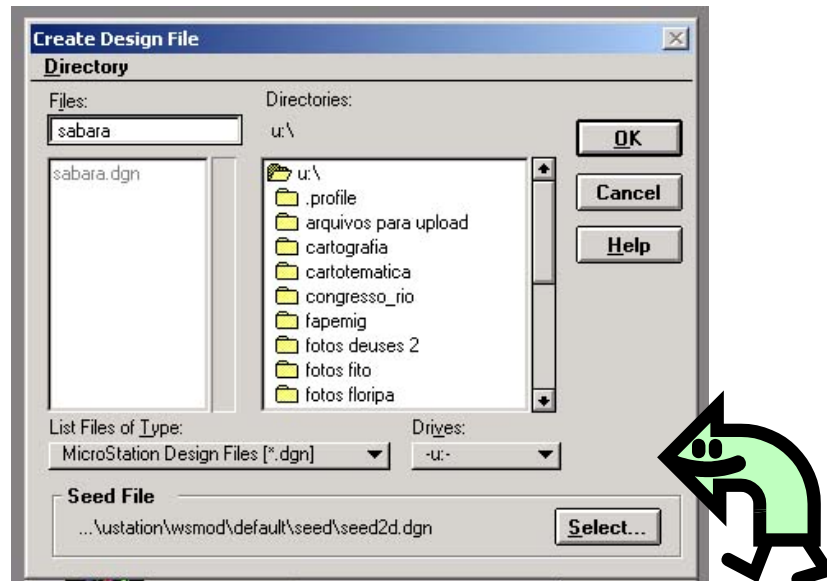 Create Design File
Directory
Files:
Directories:
sabara
u:\
OK
sabara.dgn
u:\
.profile
arquivos para upload
cartografia
cartotematica
congresso_rio
fapemig
fotos deuses 2
fotos fito
fotos floripa
Cancel
Help
List Files of Type:
Drives:
MicroStation Design Files [*.dgn]
-u:-
Seed File
...\ustation\wsmod\default\seed\seed2d.dgn
Select...